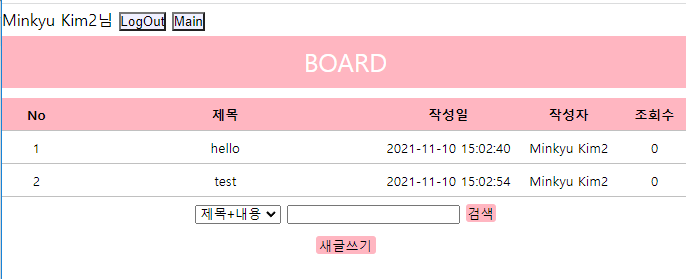 Minkyu Kim2님 LogOut Main
BOARD
No 제목 작성일 작성자 조회수
1 hello 2021-11-10 15:02:40 Minkyu Kim2 0
2 test 2021-11-10 15:02:54 Minkyu Kim2 0
제목+내용 검색
새글쓰기